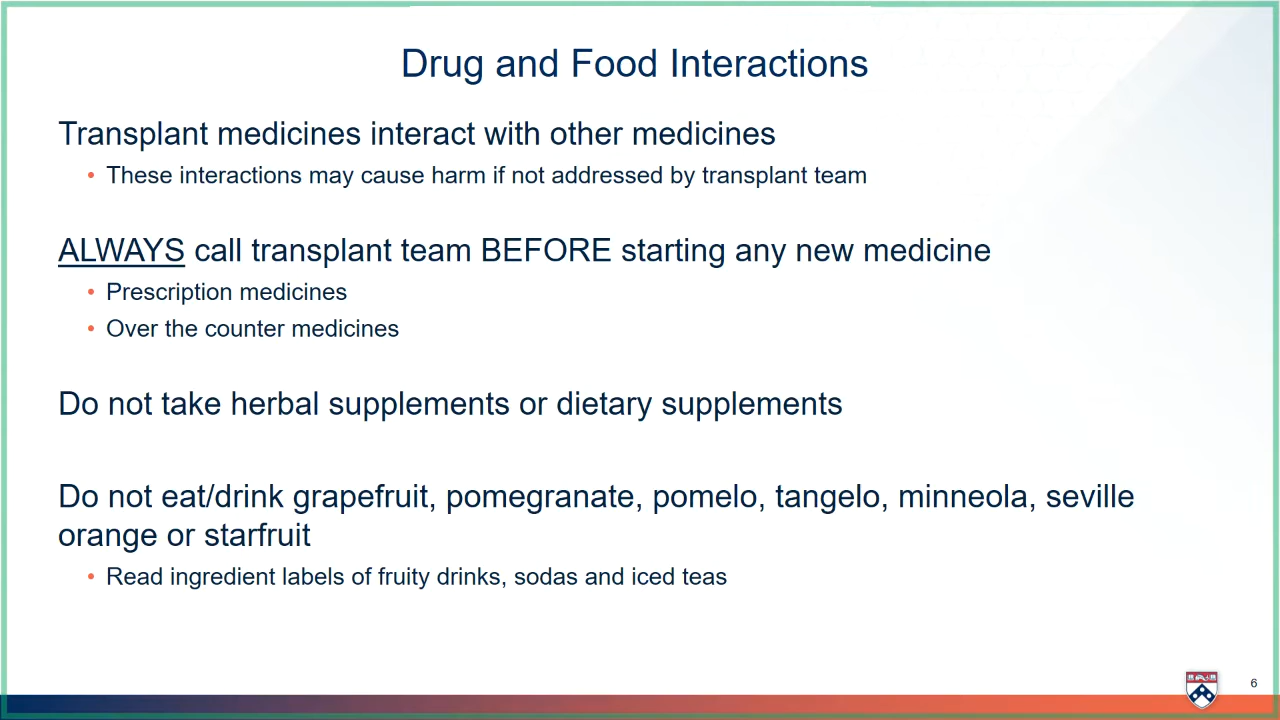 Drug and Food Interactions
Transplant medicines interact with other medicines
• These interactions may cause harm if not addressed by transplant team
ALWAYS call transplant team BEFORE starting any new medicine
• Prescription medicines
• Over the counter medicines
Do not take herbal supplements or dietary supplements
Do not eat/drink grapefruit, pomegranate, pomelo, tangelo, minneola, seville
orange or starfruit
• Read ingredient labels of fruity drinks, sodas and iced teas
6